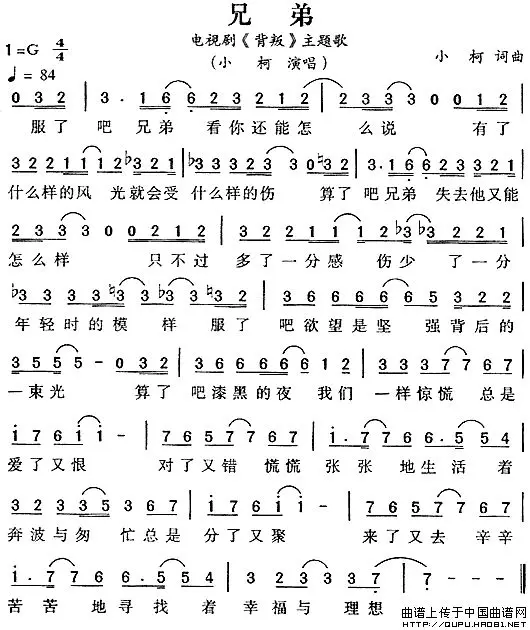 兄 弟
电视剧《背叛》主题歌
1=G 4/4
(小 柯 演唱)
小 柯 词曲
♩= 84
0 3 2 | 3 · 1 6 6 2 3 2 1 2 | 2 3 3 3 0 0 1 2 |
服了 吧 兄弟 看你还能怎 么说 有了
3 2 2 1 1 1 2 ♭3 2 1 ♭3 3 3 2 3 3 0 ♮3 2 | 3 · 1 6 6 2 3 3 2 1 |
什么样的风 光就会受 什么样的伤 算了 吧兄弟 失去他又能
2 3 3 3 0 0 2 1 2 | 3 2 2 2 1 1 2 ♭3 ♭3 2 2 1 |
怎么样 只不过 多了一分感 伤少 了一分
♭3 3 3 3 ♮3 ♭3 ♮3 2 | 3 6 6 6 6 6 5 3 2 2 |
年轻时的模 样 服了 吧欲望是坚 强背后的
3 5 5 5 - 0 3 2 | 3 6 6 6 6 6 1 2 | 3 3 3 7 7 6 7 |
一束光 算了 吧漆黑的夜 我们 一样惊慌 总是
1 7 6 1 1 - | 7 6 5 7 7 6 7 | 1 · 7 7 6 6 · 5 5 4 |
爱了又恨 对了又错 慌慌 张张 地生活着
3 2 3 3 5 3 6 7 | 1 7 6 1 1 - | 7 6 5 7 7 6 7 |
奔波与匆 忙总是 分了又聚 来了又去 辛辛
1 · 7 7 6 6 · 5 5 4 | 3 2 3 3 3 7 | 7 - - - ‖
苦苦 地寻找着 幸福与 理想
曲谱上传于中国曲谱网
HTTP://QUPU.HAO81.NET